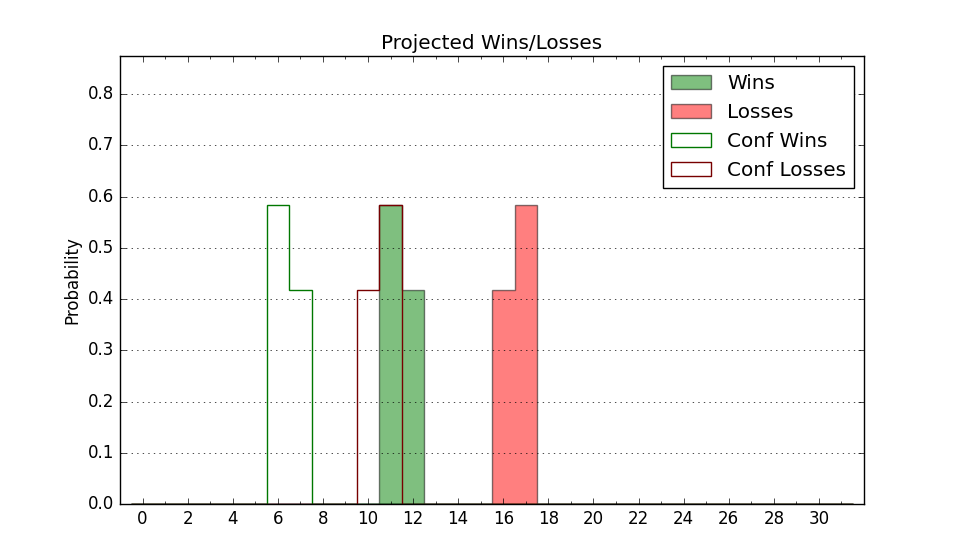 Projected Wins/Losses
Wins
Losses
Conf Wins
Conf Losses
Probability
0.8
0.7
0.6
0.5
0.4
0.3
0.2
0.1
0.0
0 2 4 6 8 10 12 14 16 18 20 22 24 26 28 30